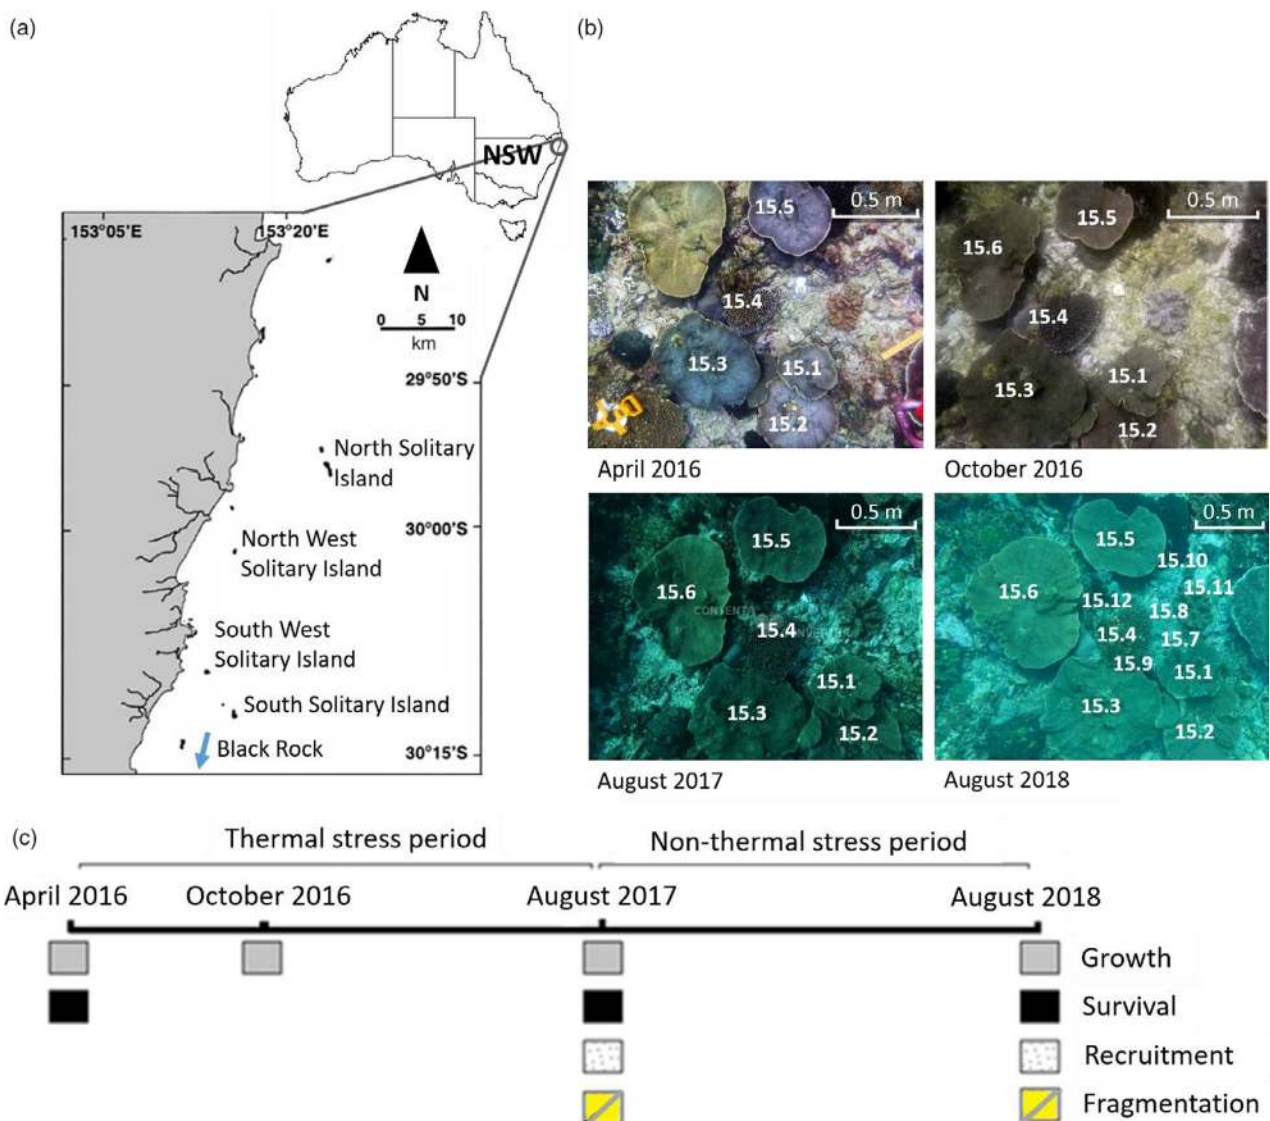 (a)
NSW
153°05'E
153°20'E
N
0 5 10
km
29°50'S
North Solitary
Island
30°00'S
North West
Solitary Island
South West
Solitary Island
South Solitary Island
Black Rock
30°15'S
(b)
15.5
0.5 m
15.4
15.3
15.1
15.2
April 2016
15.5
0.5 m
15.6
15.4
15.3
15.1
15.2
October 2016
0.5 m
15.5
15.6
15.4
15.1
15.3
15.2
August 2017
0.5 m
15.5
15.10
15.6
15.11
15.12
15.8
15.4
15.7
15.9
15.1
15.3
15.2
August 2018
(c)
Thermal stress period
Non-thermal stress period
April 2016
October 2016
August 2017
August 2018
Growth
Survival
Recruitment
Fragmentation